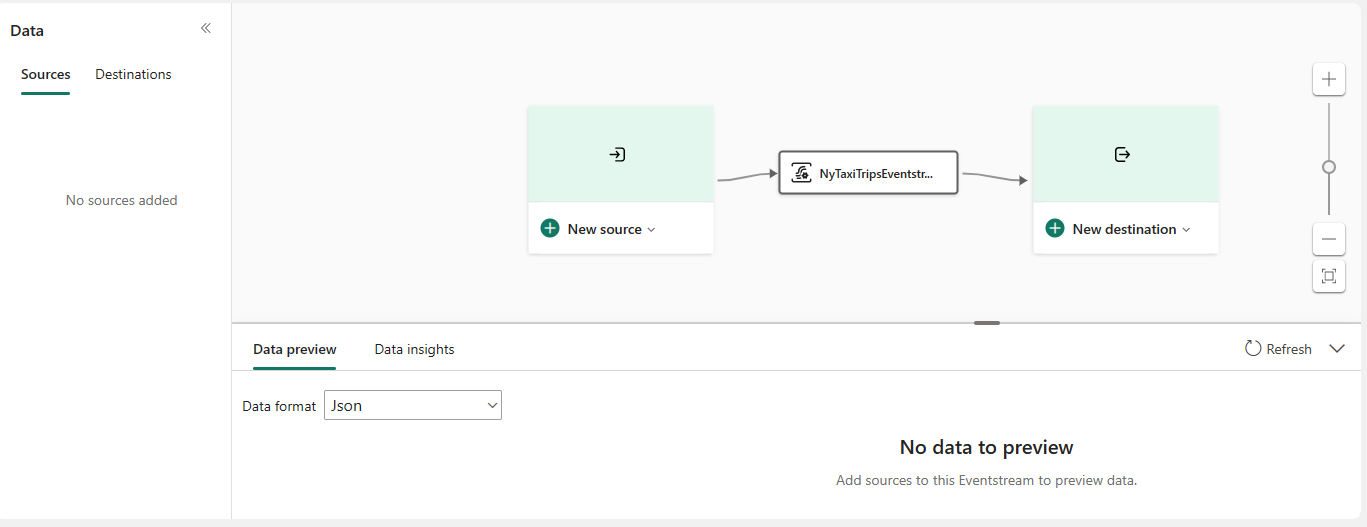 Data
Sources Destinations
No sources added
New source
NyTaxiTripsEventstr...
New destination
Data preview Data insights
Refresh
Data format Json
No data to preview
Add sources to this Eventstream to preview data.